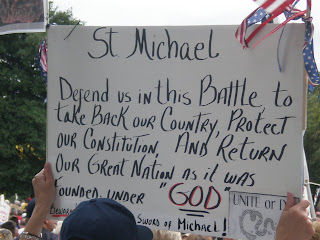 St Michael
Defend us in this Battle, to
take Back our Country, Protect
our Constitution, And Return
Our Great Nation as it was
Founded, under "GOD"
Sword of Michael!
UNITE OR D